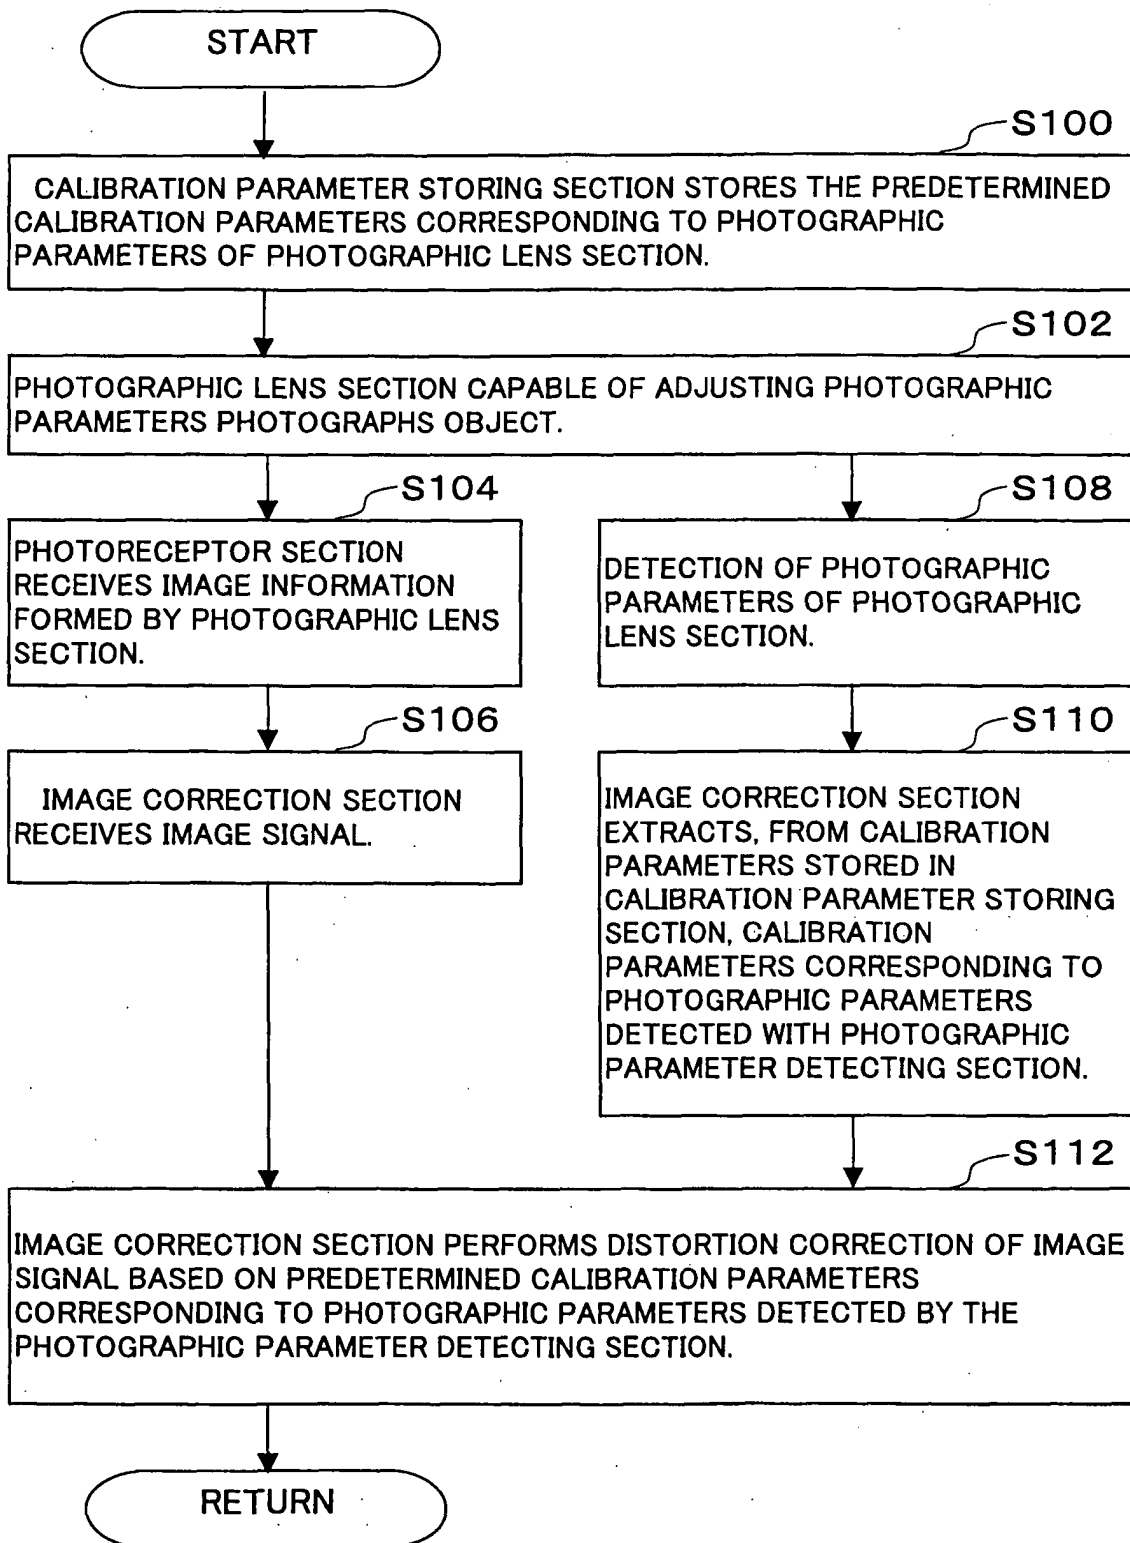 START
S100
CALIBRATION PARAMETER STORING SECTION STORES THE PREDETERMINED
CALIBRATION PARAMETERS CORRESPONDING TO PHOTOGRAPHIC
PARAMETERS OF PHOTOGRAPHIC LENS SECTION.
S102
PHOTOGRAPHIC LENS SECTION CAPABLE OF ADJUSTING PHOTOGRAPHIC
PARAMETERS PHOTOGRAPHS OBJECT.
S104
PHOTORECEPTOR SECTION
RECEIVES IMAGE INFORMATION
FORMED BY PHOTOGRAPHIC LENS
SECTION.
S106
IMAGE CORRECTION SECTION
RECEIVES IMAGE SIGNAL.
S108
DETECTION OF PHOTOGRAPHIC
PARAMETERS OF PHOTOGRAPHIC
LENS SECTION.
S110
IMAGE CORRECTION SECTION
EXTRACTS, FROM CALIBRATION
PARAMETERS STORED IN
CALIBRATION PARAMETER STORING
SECTION, CALIBRATION
PARAMETERS CORRESPONDING TO
PHOTOGRAPHIC PARAMETERS
DETECTED WITH PHOTOGRAPHIC
PARAMETER DETECTING SECTION.
S112
IMAGE CORRECTION SECTION PERFORMS DISTORTION CORRECTION OF IMAGE
SIGNAL BASED ON PREDETERMINED CALIBRATION PARAMETERS
CORRESPONDING TO PHOTOGRAPHIC PARAMETERS DETECTED BY THE
PHOTOGRAPHIC PARAMETER DETECTING SECTION.
RETURN